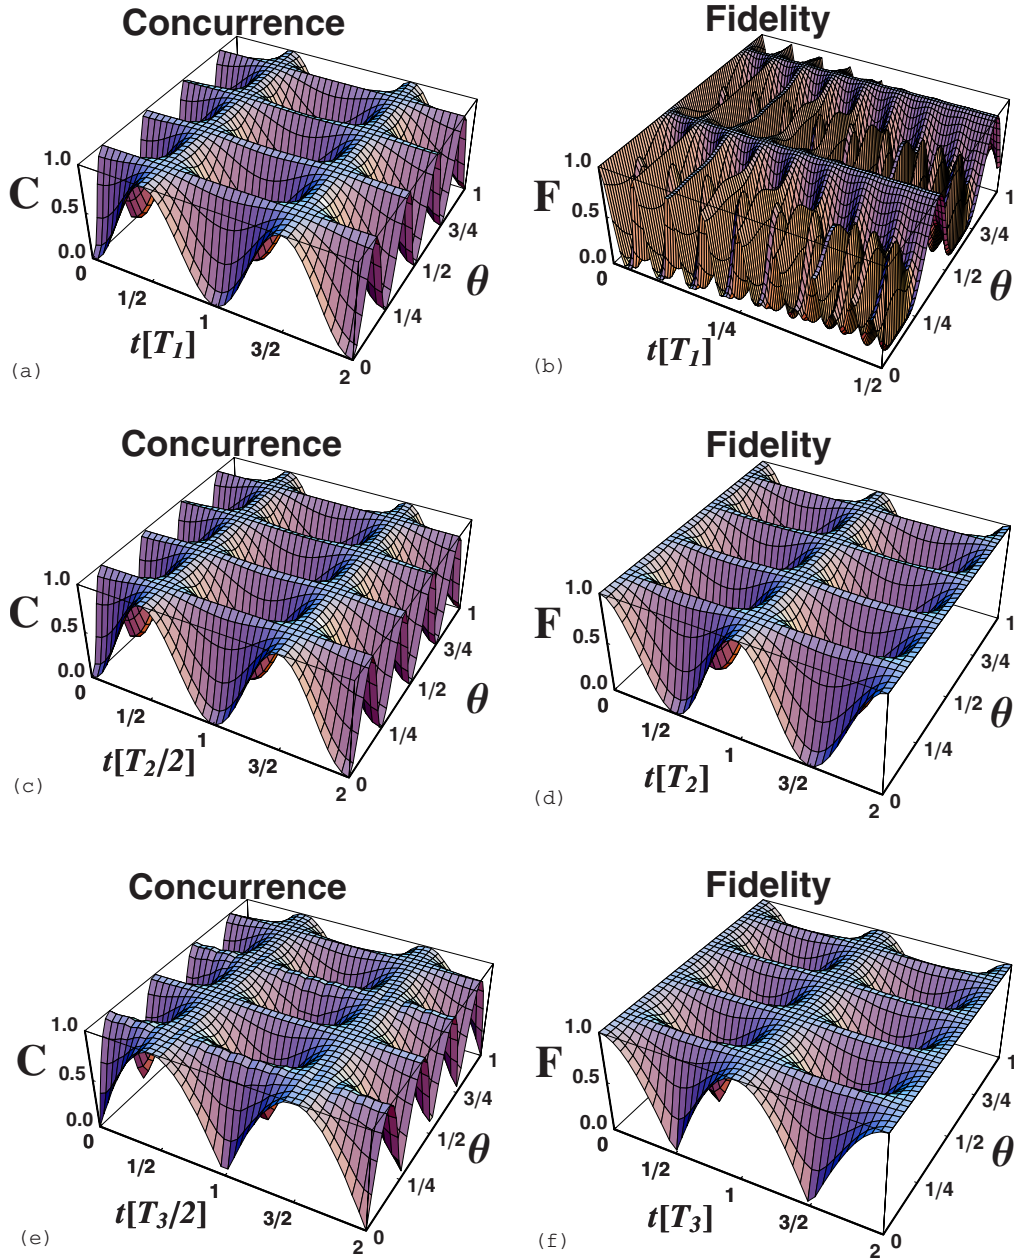 Concurrence
Fidelity
1.0
C
0.5
0.0
0
1/2
1
3/2
2
t[T1]
0
1/4
1/2
3/4
1
θ
(a)
1.0
F
0.5
0.0
0
1/4
1/2
t[T1]
0
1/4
1/2
3/4
1
θ
(b)
Concurrence
Fidelity
1.0
C
0.5
0.0
0
1/2
1
3/2
2
t[T2/2]
0
1/4
1/2
3/4
1
θ
(c)
1.0
F
0.5
0.0
0
1/2
1
3/2
2
t[T2]
0
1/4
1/2
3/4
1
θ
(d)
Concurrence
Fidelity
1.0
C
0.5
0.0
0
1/2
1
3/2
2
t[T3/2]
0
1/4
1/2
3/4
1
θ
(e)
1.0
F
0.5
0.0
0
1/2
1
3/2
2
t[T3]
0
1/4
1/2
3/4
1
θ
(f)